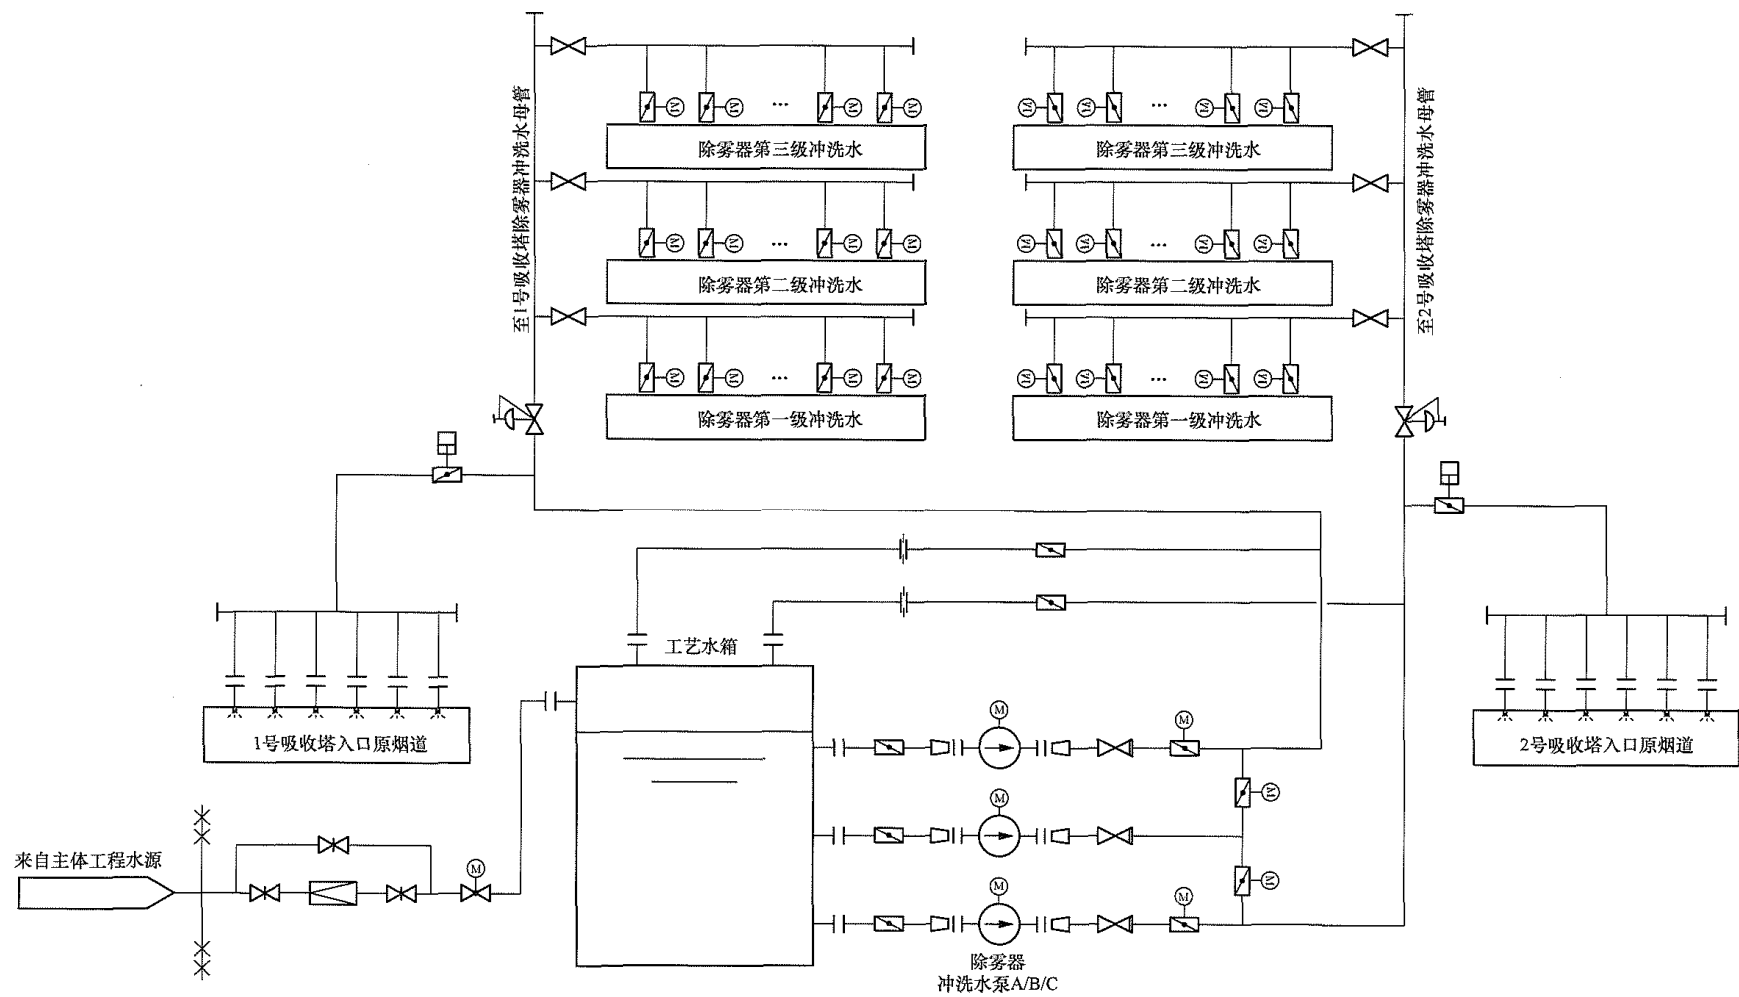 至1号吸收塔除雾器冲洗水母管
M M ... M M
除雾器第三级冲洗水
M M ... M M
除雾器第二级冲洗水
M M ... M M
除雾器第一级冲洗水
M M ... M M
除雾器第三级冲洗水
M M ... M M
除雾器第二级冲洗水
M M ... M M
除雾器第一级冲洗水
至2号吸收塔除雾器冲洗水母管
1号吸收塔入口原烟道
工艺水箱
2号吸收塔入口原烟道
来自主体工程水源
M
M
M
M
M
M
M
M
除雾器
冲洗水泵A/B/C